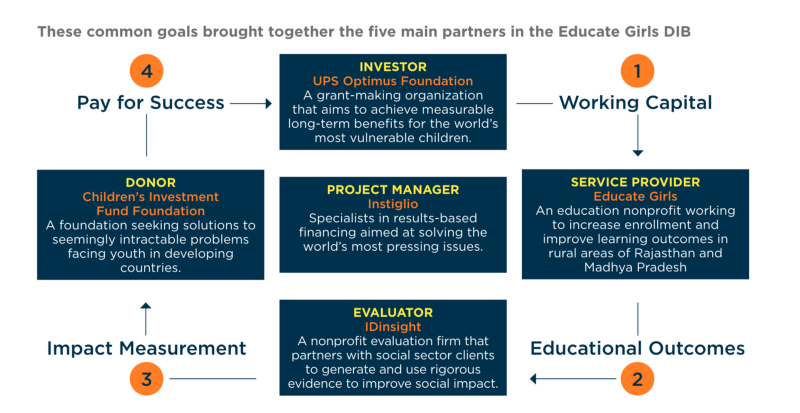 These common goals brought together the five main partners in the Educate Girls DIB
4
Pay for Success
INVESTOR
UPS Optimus Foundation
A grant-making organization
that aims to achieve measurable
long-term benefits for the world's
most vulnerable children.
1
Working Capital
DONOR
Children's Investment
Fund Foundation
A foundation seeking solutions to
seemingly intractable problems
facing youth in developing
countries.
PROJECT MANAGER
Instiglio
Specialists in results-based
financing aimed at solving the
world's most pressing issues.
SERVICE PROVIDER
Educate Girls
An education nonprofit working
to increase enrollment and
improve learning outcomes in
rural areas of Rajasthan and
Madhya Pradesh
Impact Measurement
3
EVALUATOR
IDinsight
A nonprofit evaluation firm that
partners with social sector clients
to generate and use rigorous
evidence to improve social impact.
Educational Outcomes
2